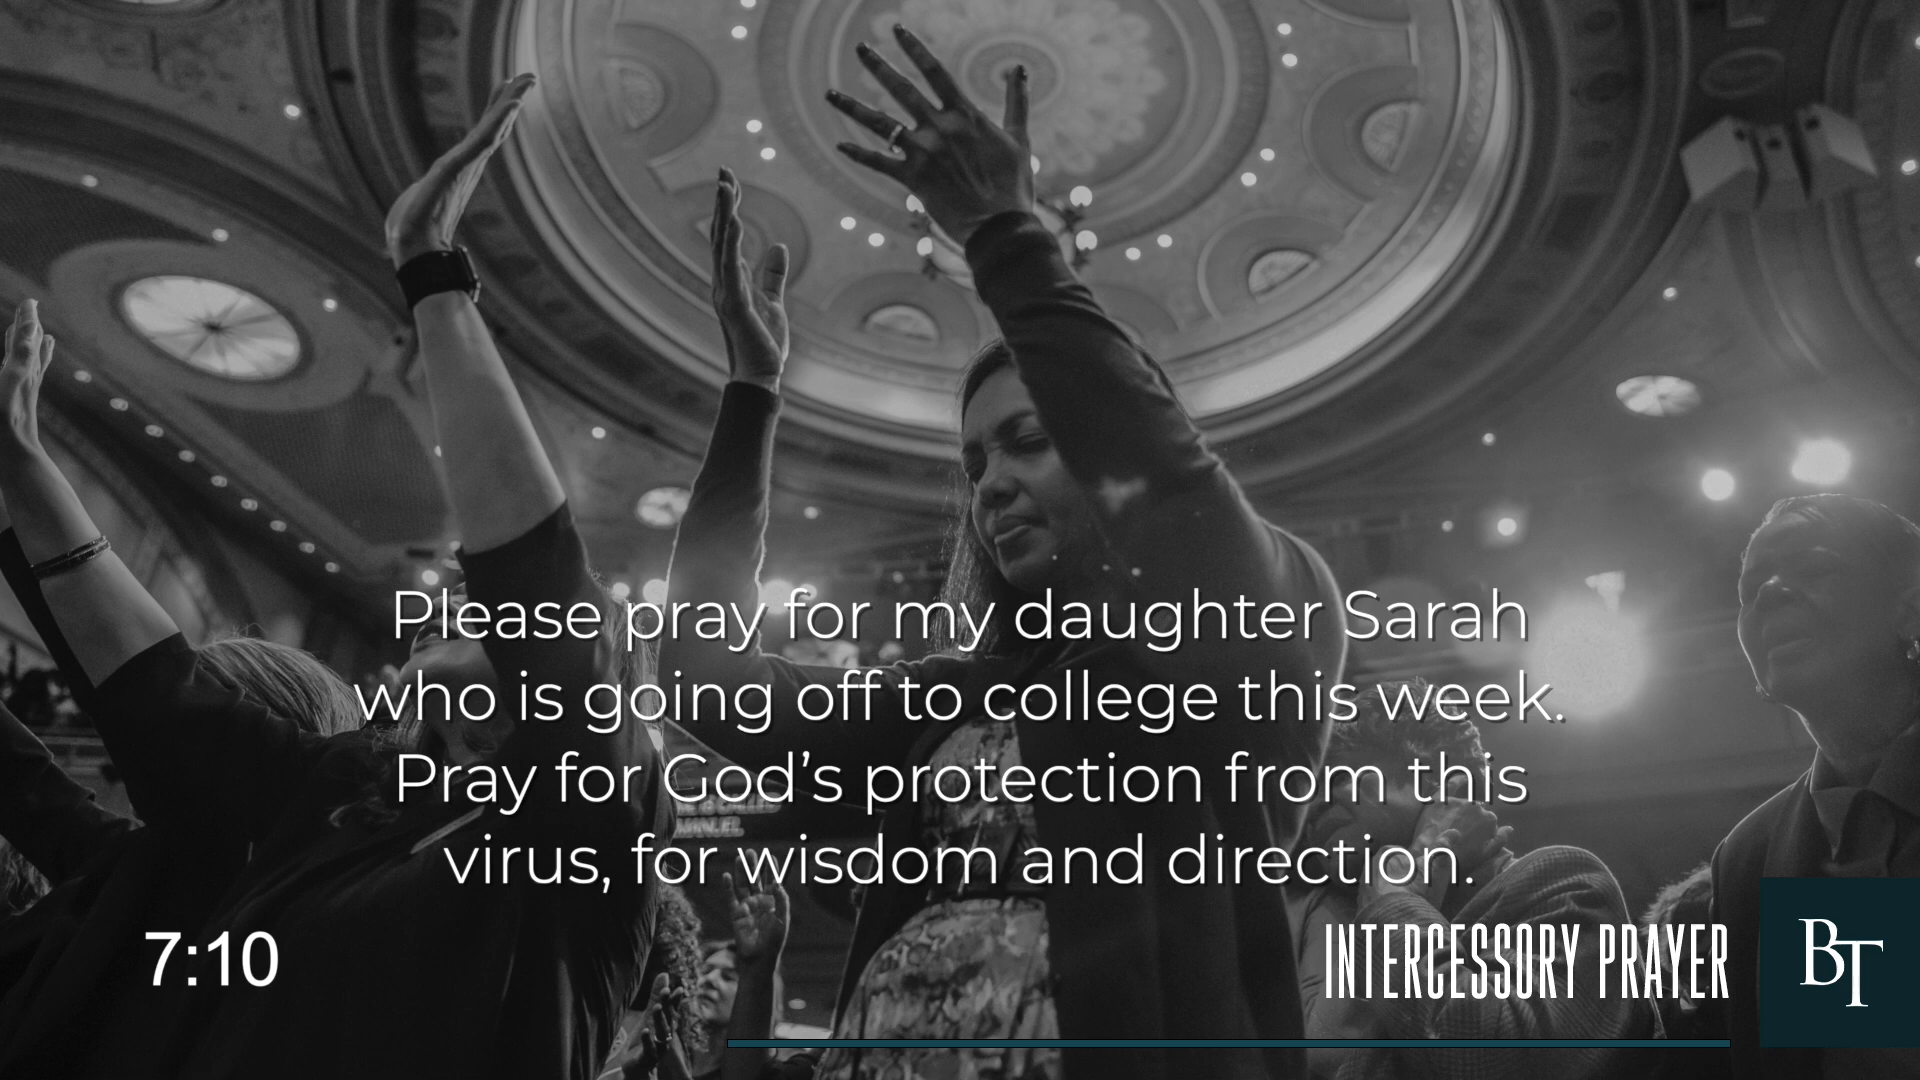 Please pray for my daughter Sarah
who is going off to college this week.
Pray for God’s protection from this
virus, for wisdom and direction.
7:10
INTERCESSORY PRAYER
BT